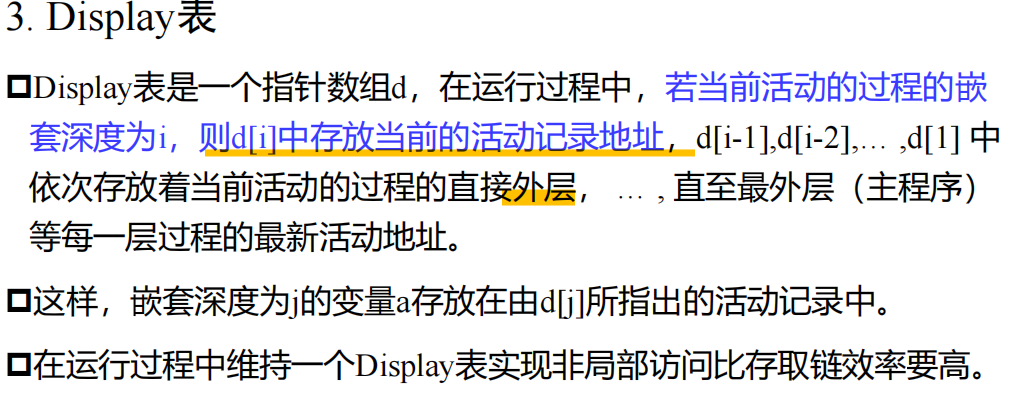 3. Display表
Display表是一个指针数组d，在运行过程中，若当前活动的过程的嵌
套深度为i，则d[i]中存放当前的活动记录地址，d[i-1],d[i-2],… ,d[1] 中
依次存放着当前活动的过程的直接外层， … , 直至最外层（主程序）
等每一层过程的最新活动地址。
这样，嵌套深度为j的变量a存放在由d[j]所指出的活动记录中。
在运行过程中维持一个Display表实现非局部访问比存取链效率要高。